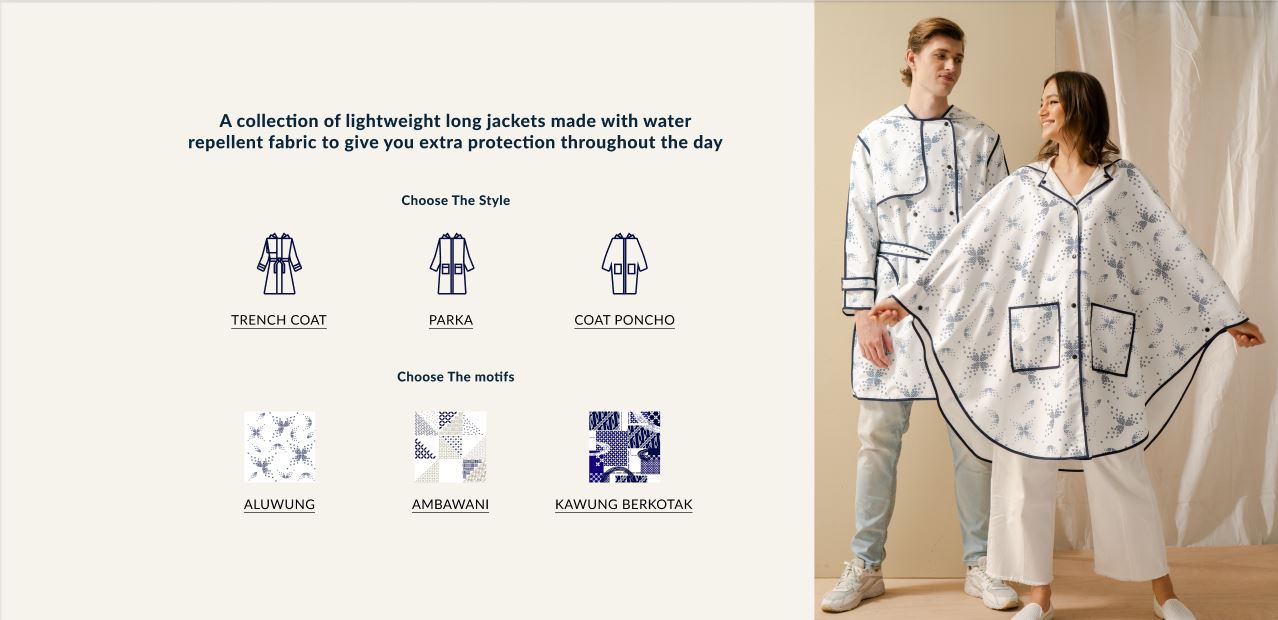 A collection of lightweight long jackets made with water
repellent fabric to give you extra protection throughout the day
Choose The Style
TRENCH COAT
PARKA
COAT PONCHO
Choose The motifs
ALUWUNG
AMBAWANI
KAWUNG BERKOTAK